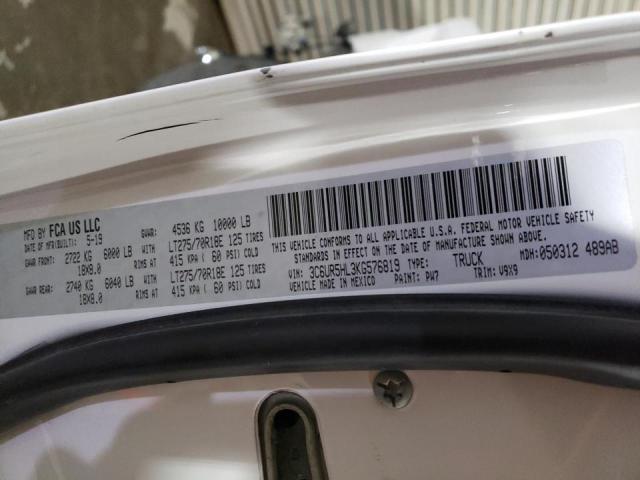 MFD BY FCA US LLC GVWR: 4536 KG 10000 LB
DATE OF MFR(BUILT): 5-19
GAWR FRONT: 2722 KG 6000 LB WITH LT275/70R18E 125 TIRES
18X8.0 RIMS AT 415 KPA ( 60 PSI) COLD
GAWR REAR: 2740 KG 6040 LB WITH LT275/70R18E 125 TIRES
18X8.0 RIMS AT 415 KPA ( 60 PSI) COLD
THIS VEHICLE CONFORMS TO ALL APPLICABLE U.S.A. FEDERAL MOTOR VEHICLE SAFETY
STANDARDS IN EFFECT ON THE DATE OF MANUFACTURE SHOWN ABOVE.
VIN: 3C6UR5HL3KG576819 TYPE: TRUCK MDH: 050312 489AB
VEHICLE MADE IN MEXICO PAINT: PW7 TRIM: V9X9